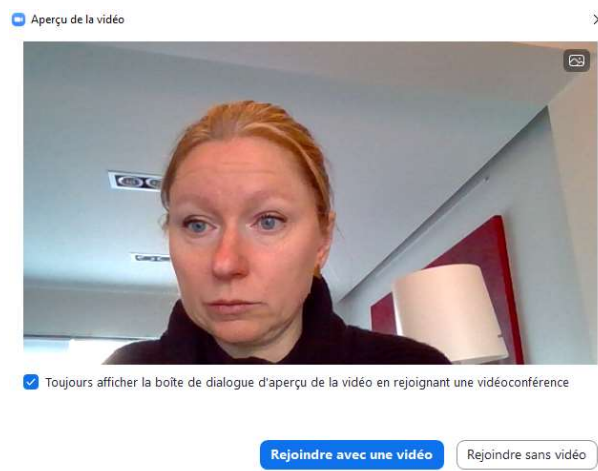 Aperçu de la vidéo
Toujours afficher la boîte de dialogue d'aperçu de la vidéo en rejoignant une vidéoconférence
Rejoindre avec une vidéo
Rejoindre sans vidéo